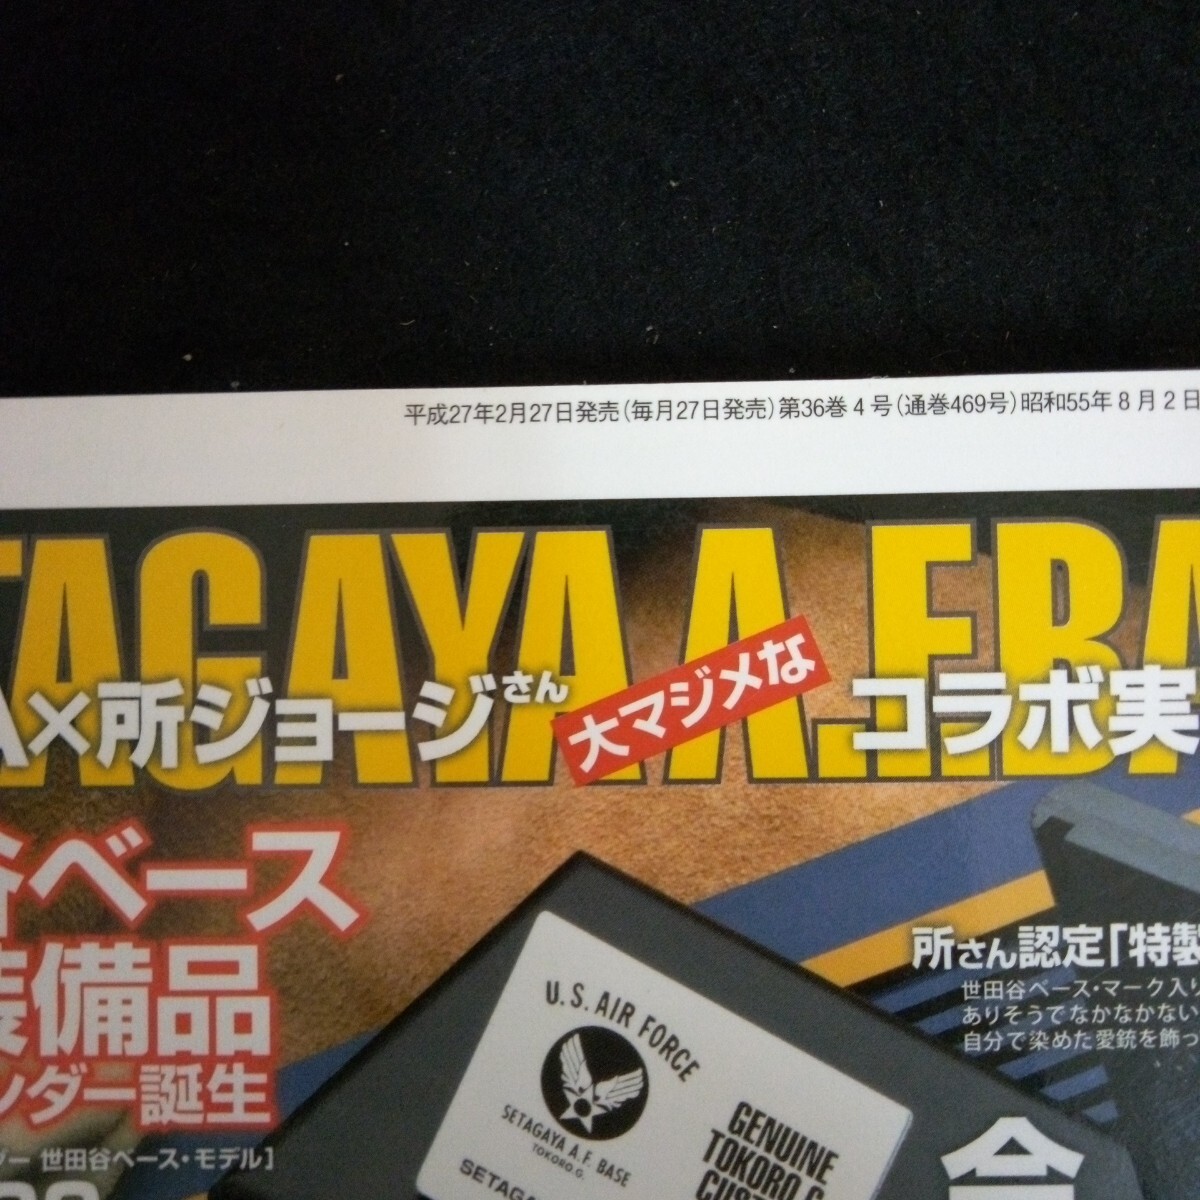 平成27年2月27日発売（毎月27日発売）第36巻4号（通巻469号）昭和55年8月2日
TAGAYA A.F.BA
A×所ジョージさん 大マジメな コラボ実
谷ベース
装備品
ンダー誕生
ー 世田谷ベース・モデル］
所さん認定「特製
世田谷ベース・マーク入り
ありそうでなかなかない
自分で染めた愛銃を飾っ
U.S. AIR FORCE
SETAGAYA A.F. BASE
TOKORO G.
GENUINE
TOKORO G
CUS
SETAGA